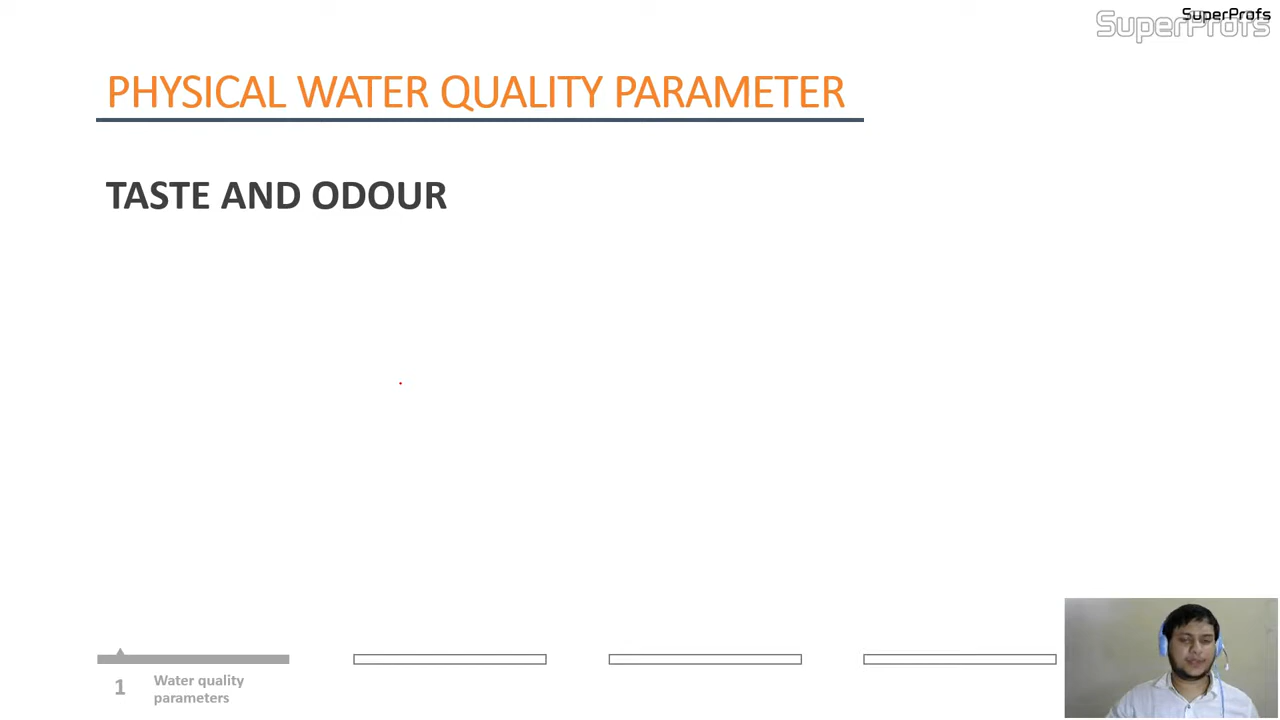 SuperProfs
SuperProfs
PHYSICAL WATER QUALITY PARAMETER
TASTE AND ODOUR
1
Water quality
parameters